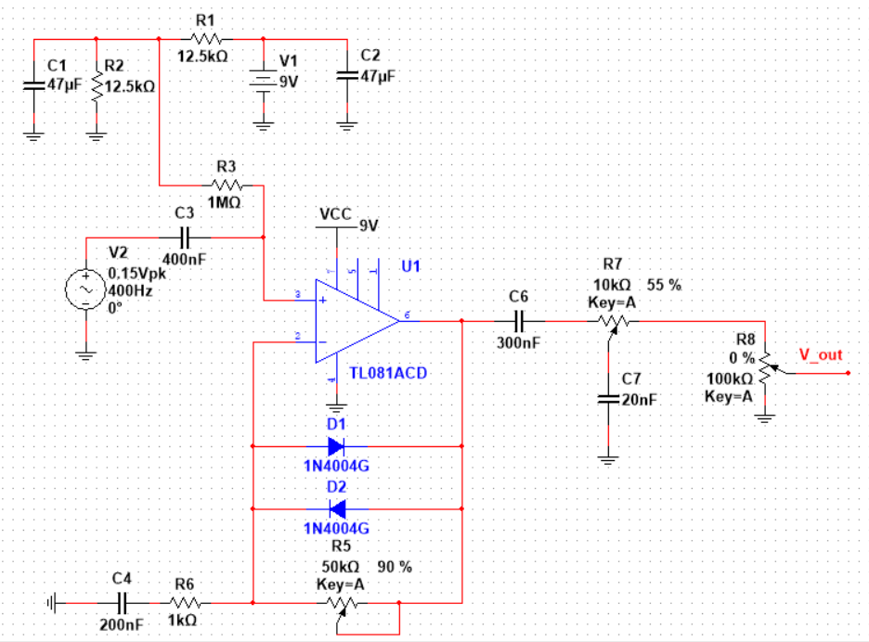 R1
12.5kΩ
C1
47µF
R2
12.5kΩ
V1
9V
C2
47µF
R3
1MΩ
C3
400nF
VCC
9V
V2
0.15Vpk
400Hz
0°
U1
7
5
1
3
2
6
4
TL081ACD
C6
300nF
R7
10kΩ 55 %
Key=A
R8
0 %
100kΩ
Key=A
V_out
C7
20nF
D1
1N4004G
D2
1N4004G
R5
50kΩ 90 %
Key=A
C4
200nF
R6
1kΩ